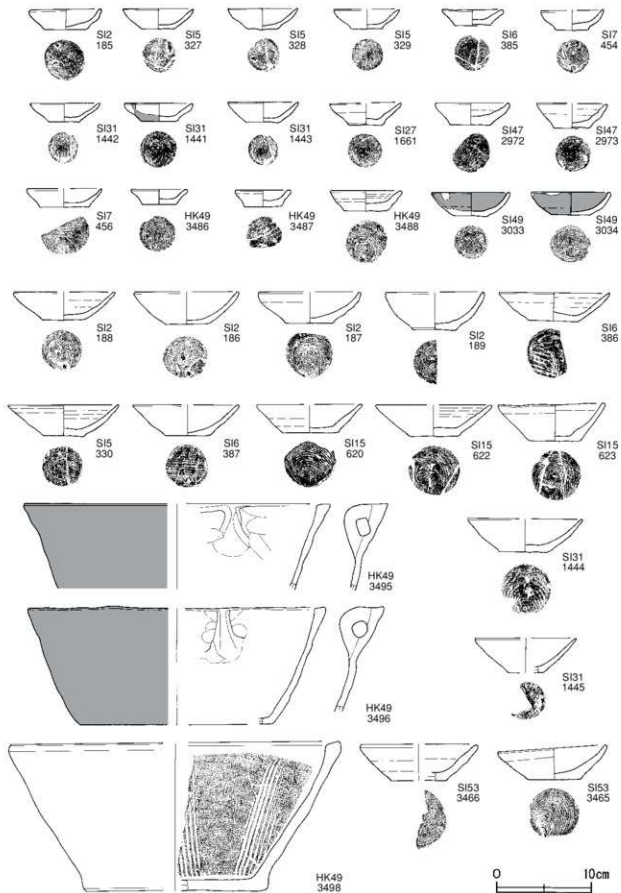 SI2
185
SI5
327
SI5
328
SI5
329
SI6
385
SI7
454
SI31
1442
SI31
1441
SI31
1443
SI27
1661
SI47
2972
SI47
2973
SI7
456
HK49
3486
HK49
3487
HK49
3488
SI49
3033
SI49
3034
SI2
188
SI2
186
SI2
187
SI2
189
SI6
386
SI5
330
SI6
387
SI15
620
SI15
622
SI15
623
HK49
3495
SI31
1444
HK49
3496
SI31
1445
HK49
3498
SI53
3466
SI53
3465
0 10cm